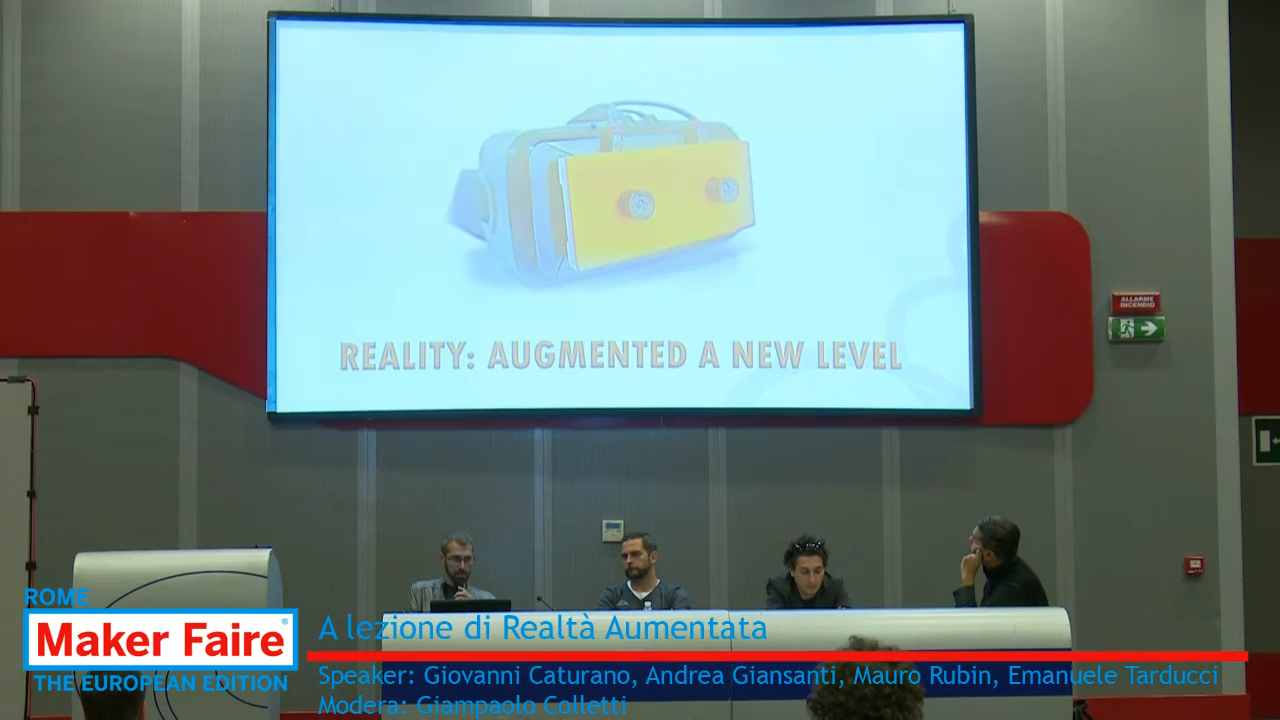 REALITY: AUGMENTED A NEW LEVEL
ALLARME
INCENDIO
ROME
Maker Faire®
THE EUROPEAN EDITION
A lezione di Realtà Aumentata
Speaker: Giovanni Caturano, Andrea Giansanti, Mauro Rubin, Emanuele Tarducci
Modera: Giampaolo Colletti